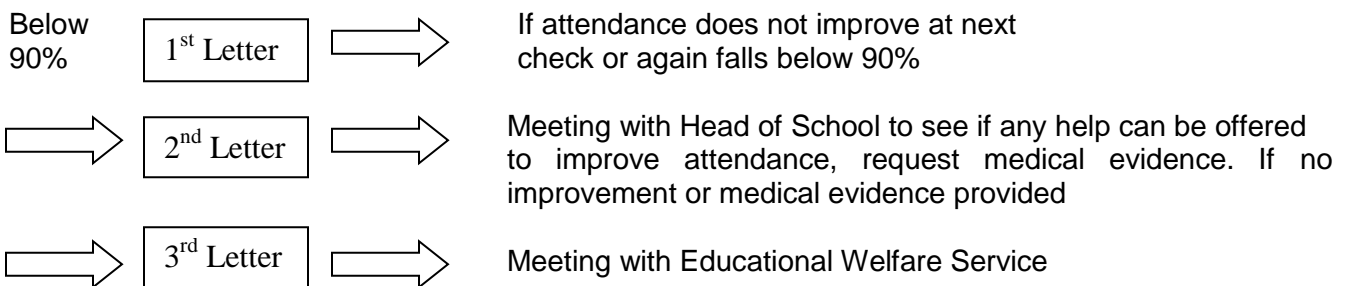 Below
90%
1st Letter
If attendance does not improve at next
check or again falls below 90%
2nd Letter
Meeting with Head of School to see if any help can be offered
to improve attendance, request medical evidence. If no
improvement or medical evidence provided
3rd Letter
Meeting with Educational Welfare Service